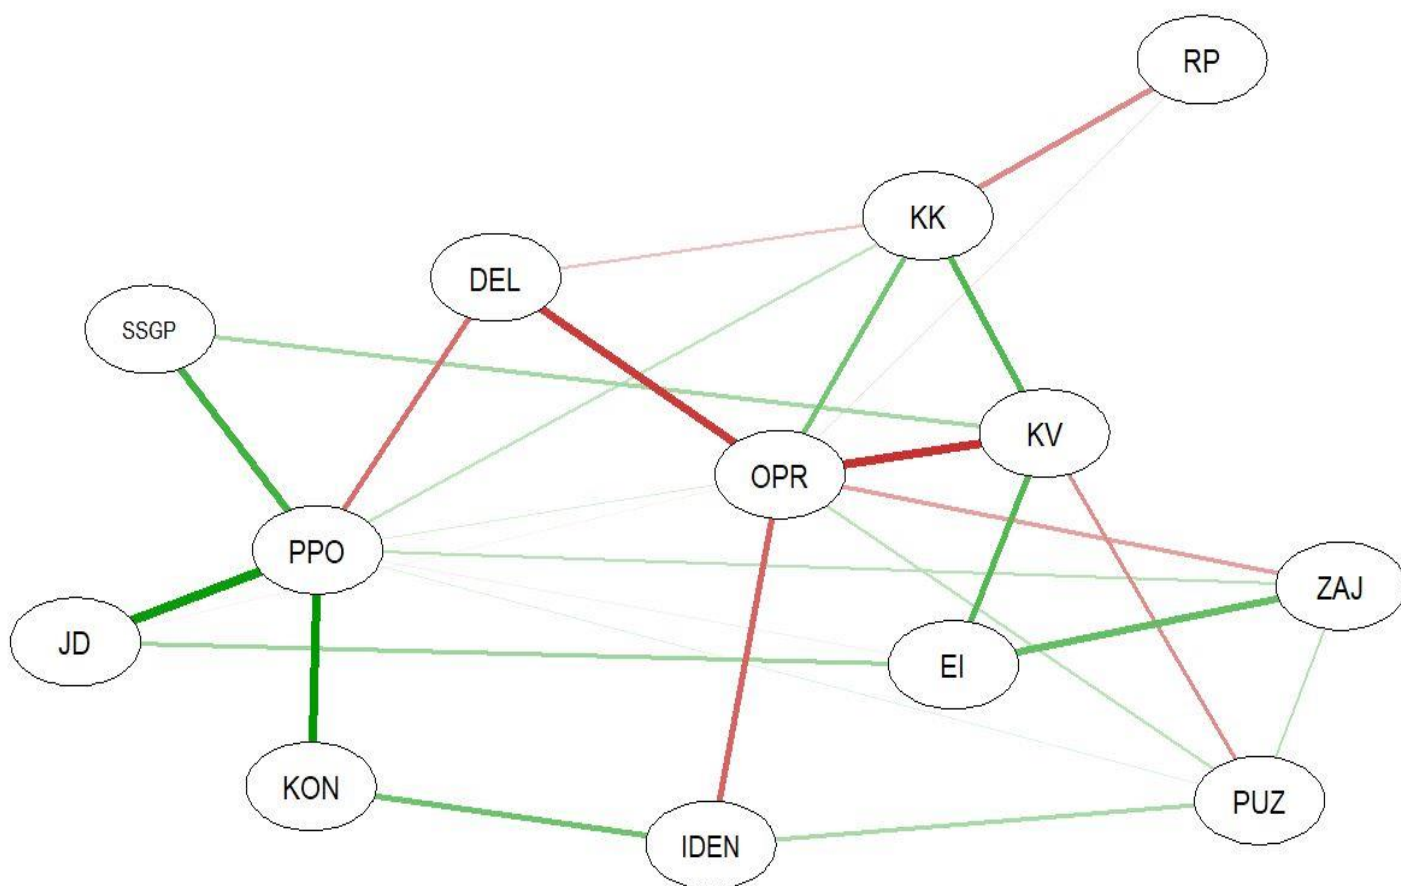 RP
KK
DEL
SSGP
KV
OPR
PPO
ZAJ
JD
EI
KON
PUZ
IDEN